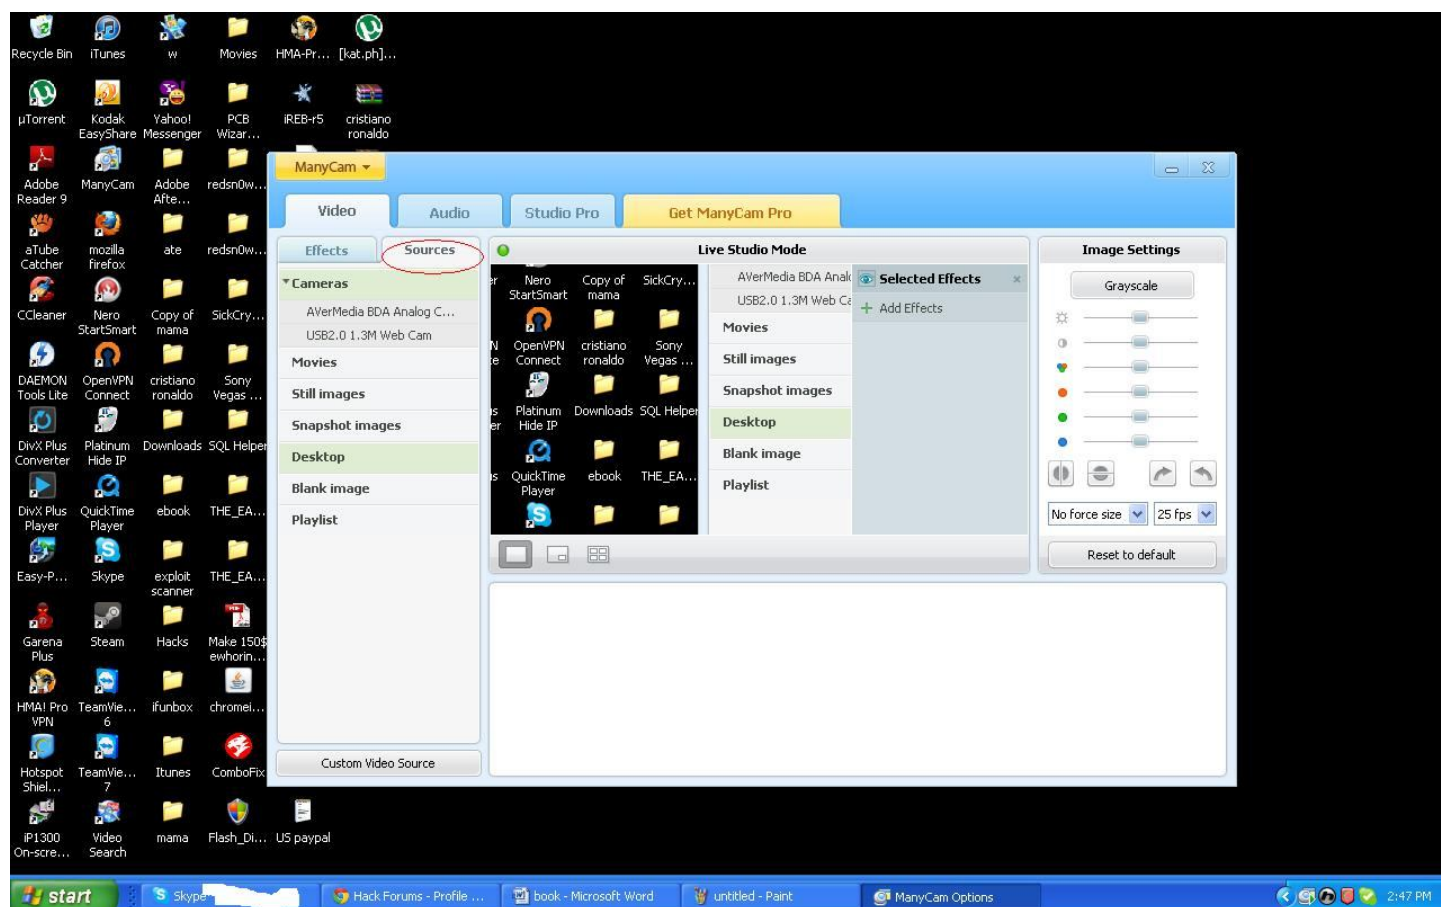 Recycle Bin
iTunes
w
Movies
HMA-Pr...
[kat.ph]...
µTorrent
Kodak
EasyShare
Yahoo!
Messenger
PCB
Wizar...
iREB-r5
cristiano
ronaldo
Adobe
Reader 9
ManyCam
Adobe
Afte...
redsn0w...
aTube
Catcher
mozilla
firefox
ate
redsn0w...
CCleaner
Nero
StartSmart
Copy of
mama
SickCry...
DAEMON
Tools Lite
OpenVPN
Connect
cristiano
ronaldo
Sony
Vegas ...
DivX Plus
Converter
Platinum
Hide IP
Downloads
SQL Helper
DivX Plus
Player
QuickTime
Player
ebook
THE_EA...
Easy-P...
Skype
exploit
scanner
THE_EA...
Garena
Plus
Steam
Hacks
Make 150$
ewhorin...
HMA! Pro
VPN
TeamVie...
6
ifunbox
chromei...
Hotspot
Shiel...
TeamVie...
7
Itunes
ComboFix
iP1300
On-scre...
Video
Search
mama
Flash_Di...
US paypal
ManyCam
Video
Audio
Studio Pro
Get ManyCam Pro
Effects
Sources
Cameras
AVerMedia BDA Analog C...
USB2.0 1.3M Web Cam
Movies
Still images
Snapshot images
Desktop
Blank image
Playlist
Custom Video Source
Live Studio Mode
Nero
StartSmart
Copy of
mama
SickCry...
OpenVPN
Connect
cristiano
ronaldo
Sony
Vegas ...
Platinum
Hide IP
Downloads
SQL Helper
QuickTime
Player
ebook
THE_EA...
AVerMedia BDA Anal
USB2.0 1.3M Web Ca
Movies
Still images
Snapshot images
Desktop
Blank image
Playlist
Selected Effects
+ Add Effects
Image Settings
Grayscale
No force size
25 fps
Reset to default
start
Skype
Hack Forums - Profile ...
book - Microsoft Word
untitled - Paint
ManyCam Options
2:47 PM